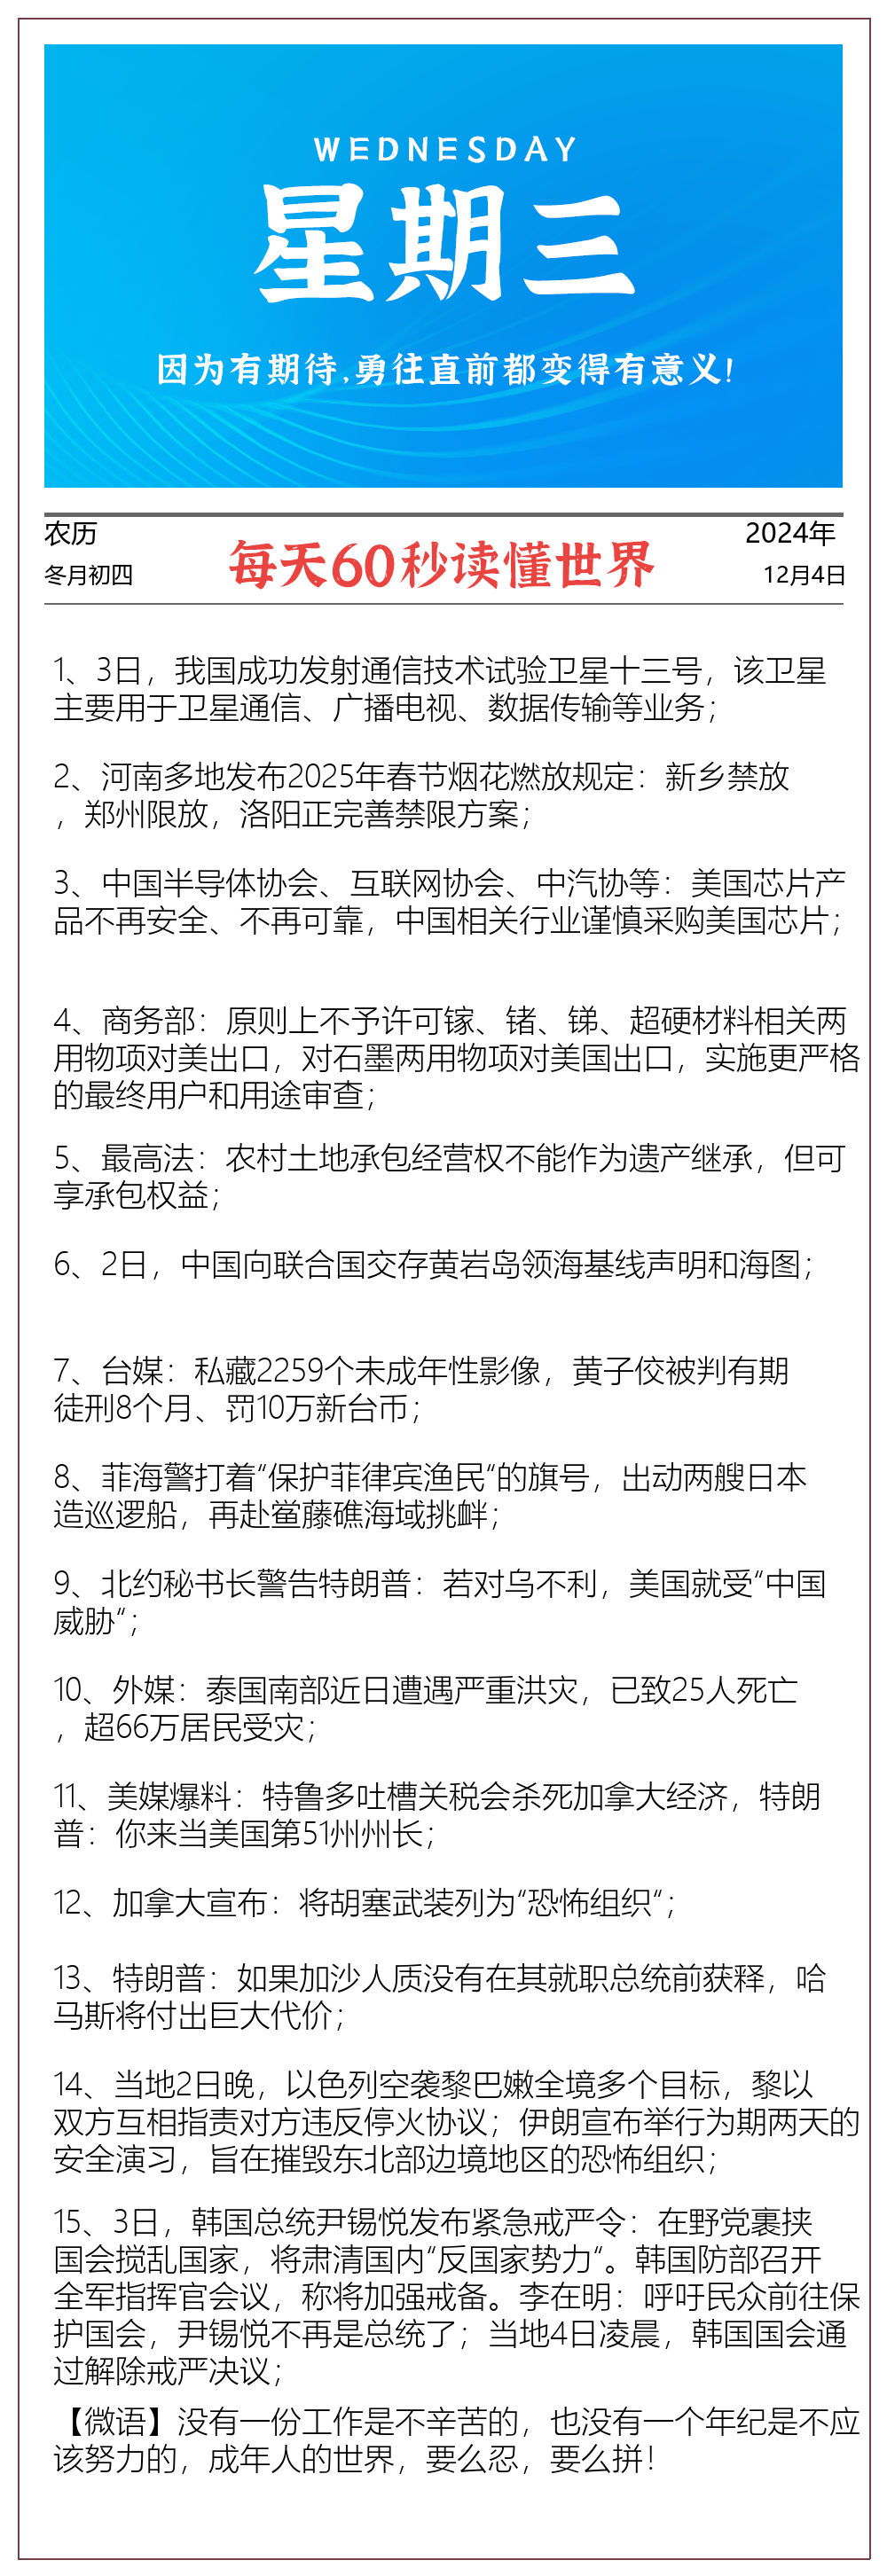 WEDNESDAY
星期三
因为有期待,勇往直前都变得有意义!
农历
冬月初四
每天60秒读懂世界
2024年
12月4日
1、3日，我国成功发射通信技术试验卫星十三号，该卫星
主要用于卫星通信、广播电视、数据传输等业务；
2、河南多地发布2025年春节烟花燃放规定：新乡禁放
，郑州限放，洛阳正完善禁限方案；
3、中国半导体协会、互联网协会、中汽协等：美国芯片产
品不再安全、不再可靠，中国相关行业谨慎采购美国芯片；
4、商务部：原则上不予许可镓、锗、锑、超硬材料相关两
用物项对美出口，对石墨两用物项对美国出口，实施更严格
的最终用户和用途审查；
5、最高法：农村土地承包经营权不能作为遗产继承，但可
享承包权益；
6、2日，中国向联合国交存黄岩岛领海基线声明和海图；
7、台媒：私藏2259个未成年性影像，黄子佼被判有期
徒刑8个月、罚10万新台币；
8、菲海警打着“保护菲律宾渔民“的旗号，出动两艘日本
造巡逻船，再赴鲎藤礁海域挑衅；
9、北约秘书长警告特朗普：若对乌不利，美国就受“中国
威胁“；
10、外媒：泰国南部近日遭遇严重洪灾，已致25人死亡
，超66万居民受灾；
11、美媒爆料：特鲁多吐槽关税会杀死加拿大经济，特朗
普：你来当美国第51州州长；
12、加拿大宣布：将胡塞武装列为“恐怖组织“；
13、特朗普：如果加沙人质没有在其就职总统前获释，哈
马斯将付出巨大代价；
14、当地2日晚，以色列空袭黎巴嫩全境多个目标，黎以
双方互相指责对方违反停火协议；伊朗宣布举行为期两天的
安全演习，旨在摧毁东北部边境地区的恐怖组织；
15、3日，韩国总统尹锡悦发布紧急戒严令：在野党裹挟
国会搅乱国家，将肃清国内“反国家势力“。韩国防部召开
全军指挥官会议，称将加强戒备。李在明：呼吁民众前往保
护国会，尹锡悦不再是总统了；当地4日凌晨，韩国国会通
过解除戒严决议；
【微语】没有一份工作是不辛苦的，也没有一个年纪是不应
该努力的，成年人的世界，要么忍，要么拼！